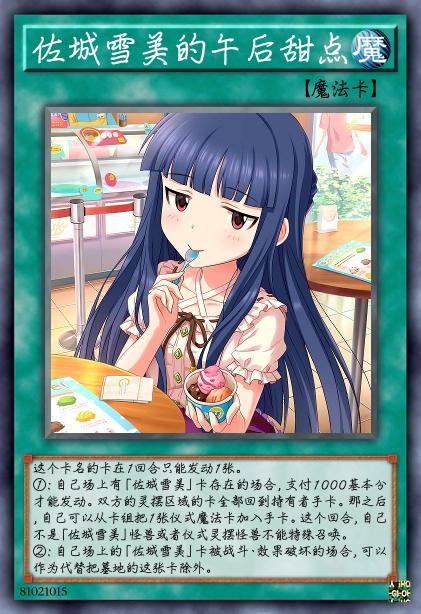 佐城雪美的午后甜点 魔
【魔法卡】
这个卡名的卡在1回合只能发动1张。
①：自己场上有「佐城雪美」卡存在的场合，支付1000基本分
才能发动。双方的灵摆区域的卡全部回到持有者手卡。那之后
，自己可以从卡组把1张仪式魔法卡加入手卡。这个回合，自己
不是「佐城雪美」怪兽或者仪式灵摆怪兽不能特殊召唤。
②：自己场上的「佐城雪美」卡被战斗·效果破坏的场合，可以
作为代替把墓地的这张卡除外。
81021015